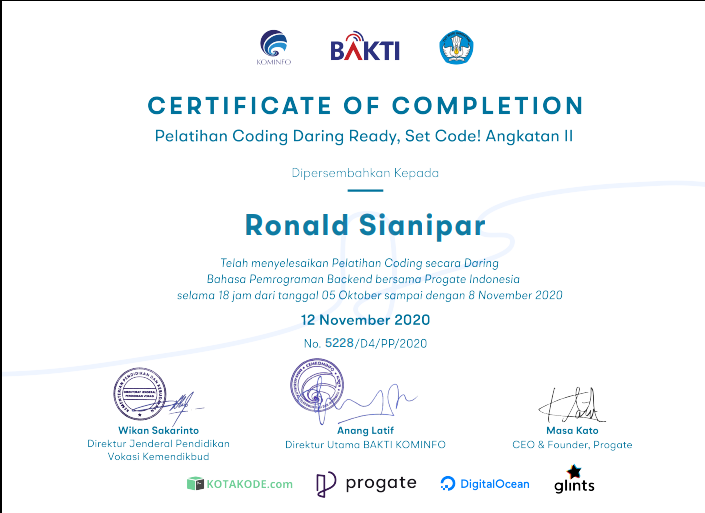 KOMINFO
BAKTI
CERTIFICATE OF COMPLETION
Pelatihan Coding Daring Ready, Set Code! Angkatan II
Dipersembahkan Kepada
Ronald Sianipar
Telah menyelesaikan Pelatihan Coding secara Daring
Bahasa Pemrograman Backend bersama Progate Indonesia
selama 18 jam dari tanggal 05 Oktober sampai dengan 8 November 2020
12 November 2020
No. 5228/D4/PP/2020
Wikan Sakarinto
Direktur Jenderal Pendidikan
Vokasi Kemendikbud
Anang Latif
Direktur Utama BAKTI KOMINFO
Masa Kato
CEO & Founder, Progate
KOTAKODE.com
progate
DigitalOcean
glints